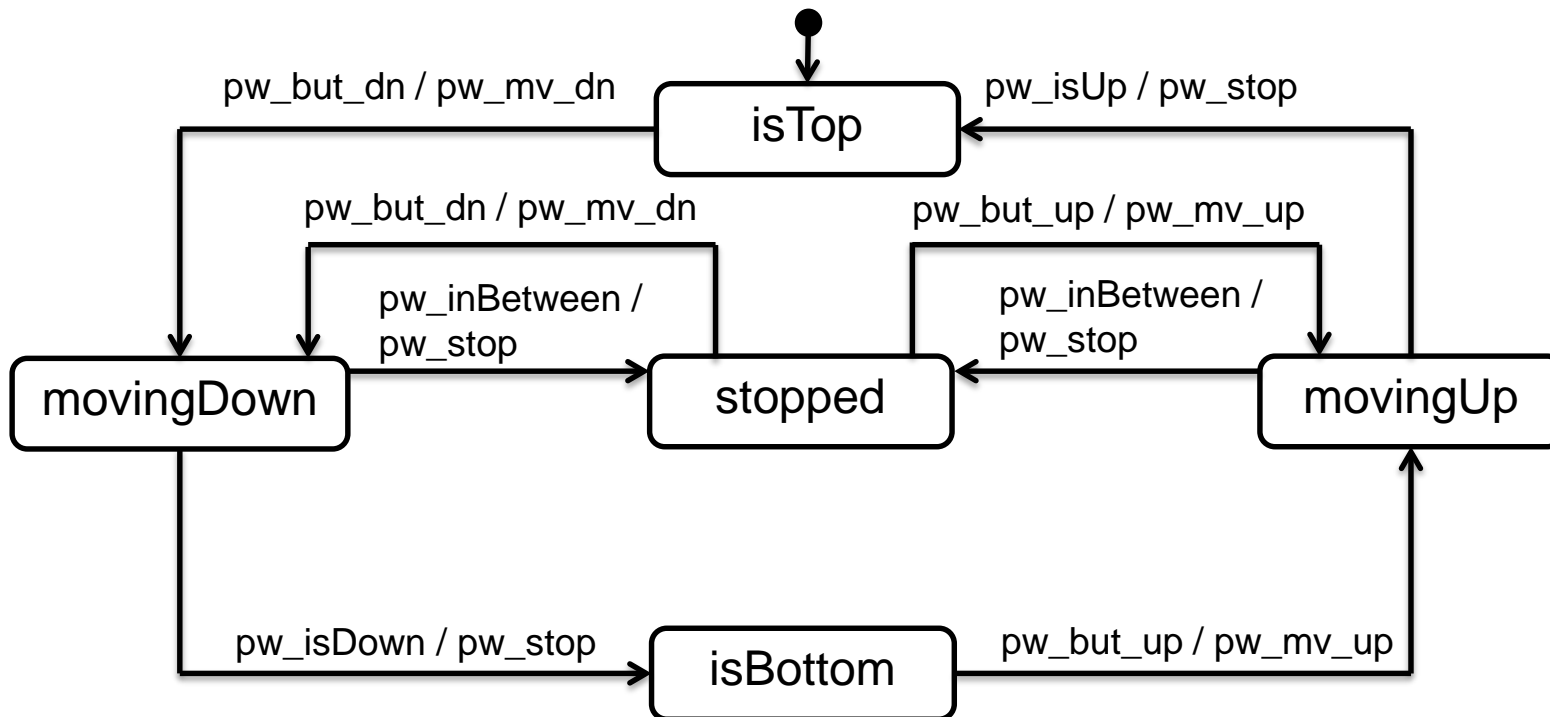 pw_but_dn / pw_mv_dn
pw_isUp / pw_stop
isTop
pw_but_dn / pw_mv_dn
pw_but_up / pw_mv_up
pw_inBetween /
pw_stop
pw_inBetween /
pw_stop
movingDown
stopped
movingUp
pw_isDown / pw_stop
isBottom
pw_but_up / pw_mv_up